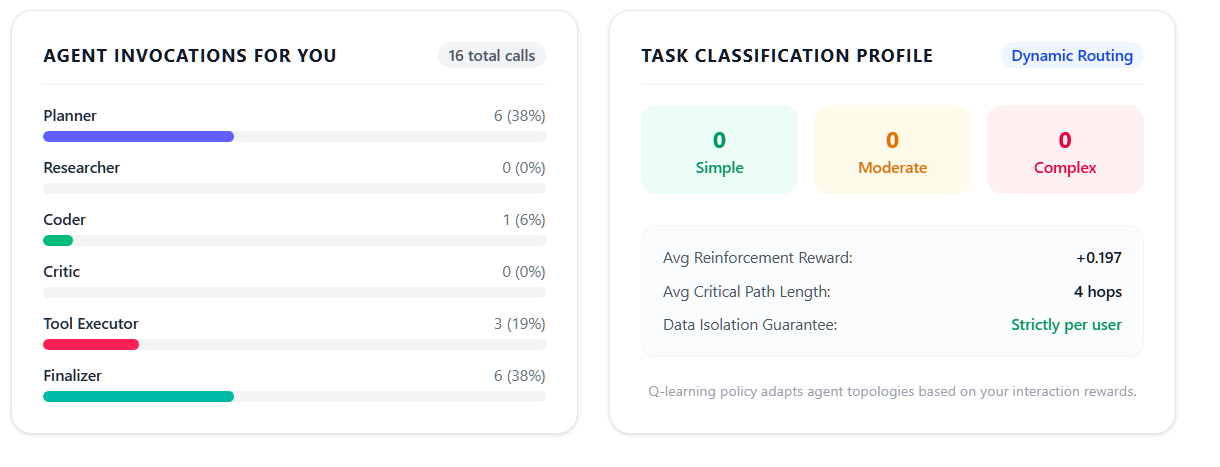 AGENT INVOCATIONS FOR YOU
16 total calls
Planner
6 (38%)
Researcher
0 (0%)
Coder
1 (6%)
Critic
0 (0%)
Tool Executor
3 (19%)
Finalizer
6 (38%)
TASK CLASSIFICATION PROFILE
Dynamic Routing
0
Simple
0
Moderate
0
Complex
Avg Reinforcement Reward:
+0.197
Avg Critical Path Length:
4 hops
Data Isolation Guarantee:
Strictly per user
Q-learning policy adapts agent topologies based on your interaction rewards.